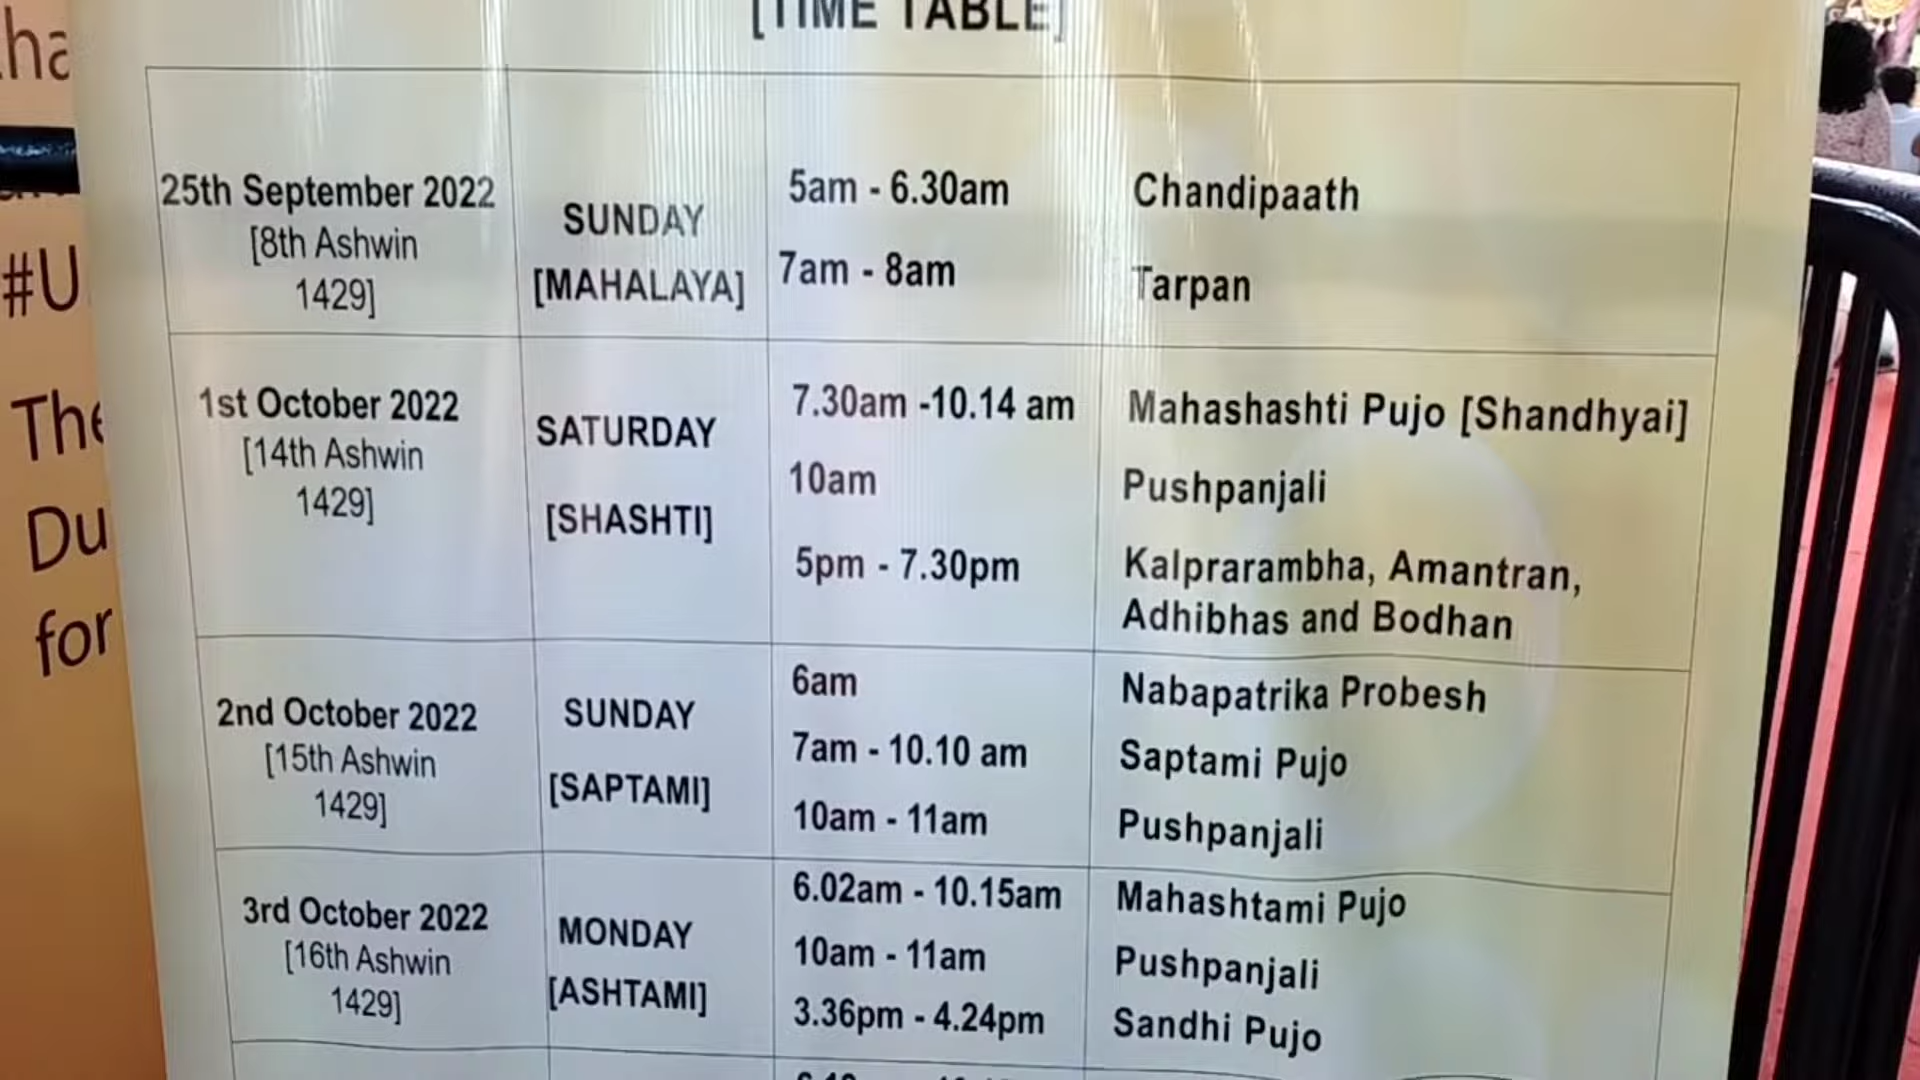 [TIME TABLE]
25th September 2022
[8th Ashwin
1429]
SUNDAY
[MAHALAYA]
5am - 6.30am
Chandipaath
7am - 8am
Tarpan
1st October 2022
[14th Ashwin
1429]
SATURDAY
[SHASHTI]
7.30am -10.14 am
Mahashashti Pujo [Shandhyai]
10am
Pushpanjali
5pm - 7.30pm
Kalprarambha, Amantran,
Adhibhas and Bodhan
2nd October 2022
[15th Ashwin
1429]
SUNDAY
[SAPTAMI]
6am
Nabapatrika Probesh
7am - 10.10 am
Saptami Pujo
10am - 11am
Pushpanjali
3rd October 2022
[16th Ashwin
1429]
MONDAY
[ASHTAMI]
6.02am - 10.15am
Mahashtami Pujo
10am - 11am
Pushpanjali
3.36pm - 4.24pm
Sandhi Pujo
#U
The
Du
for